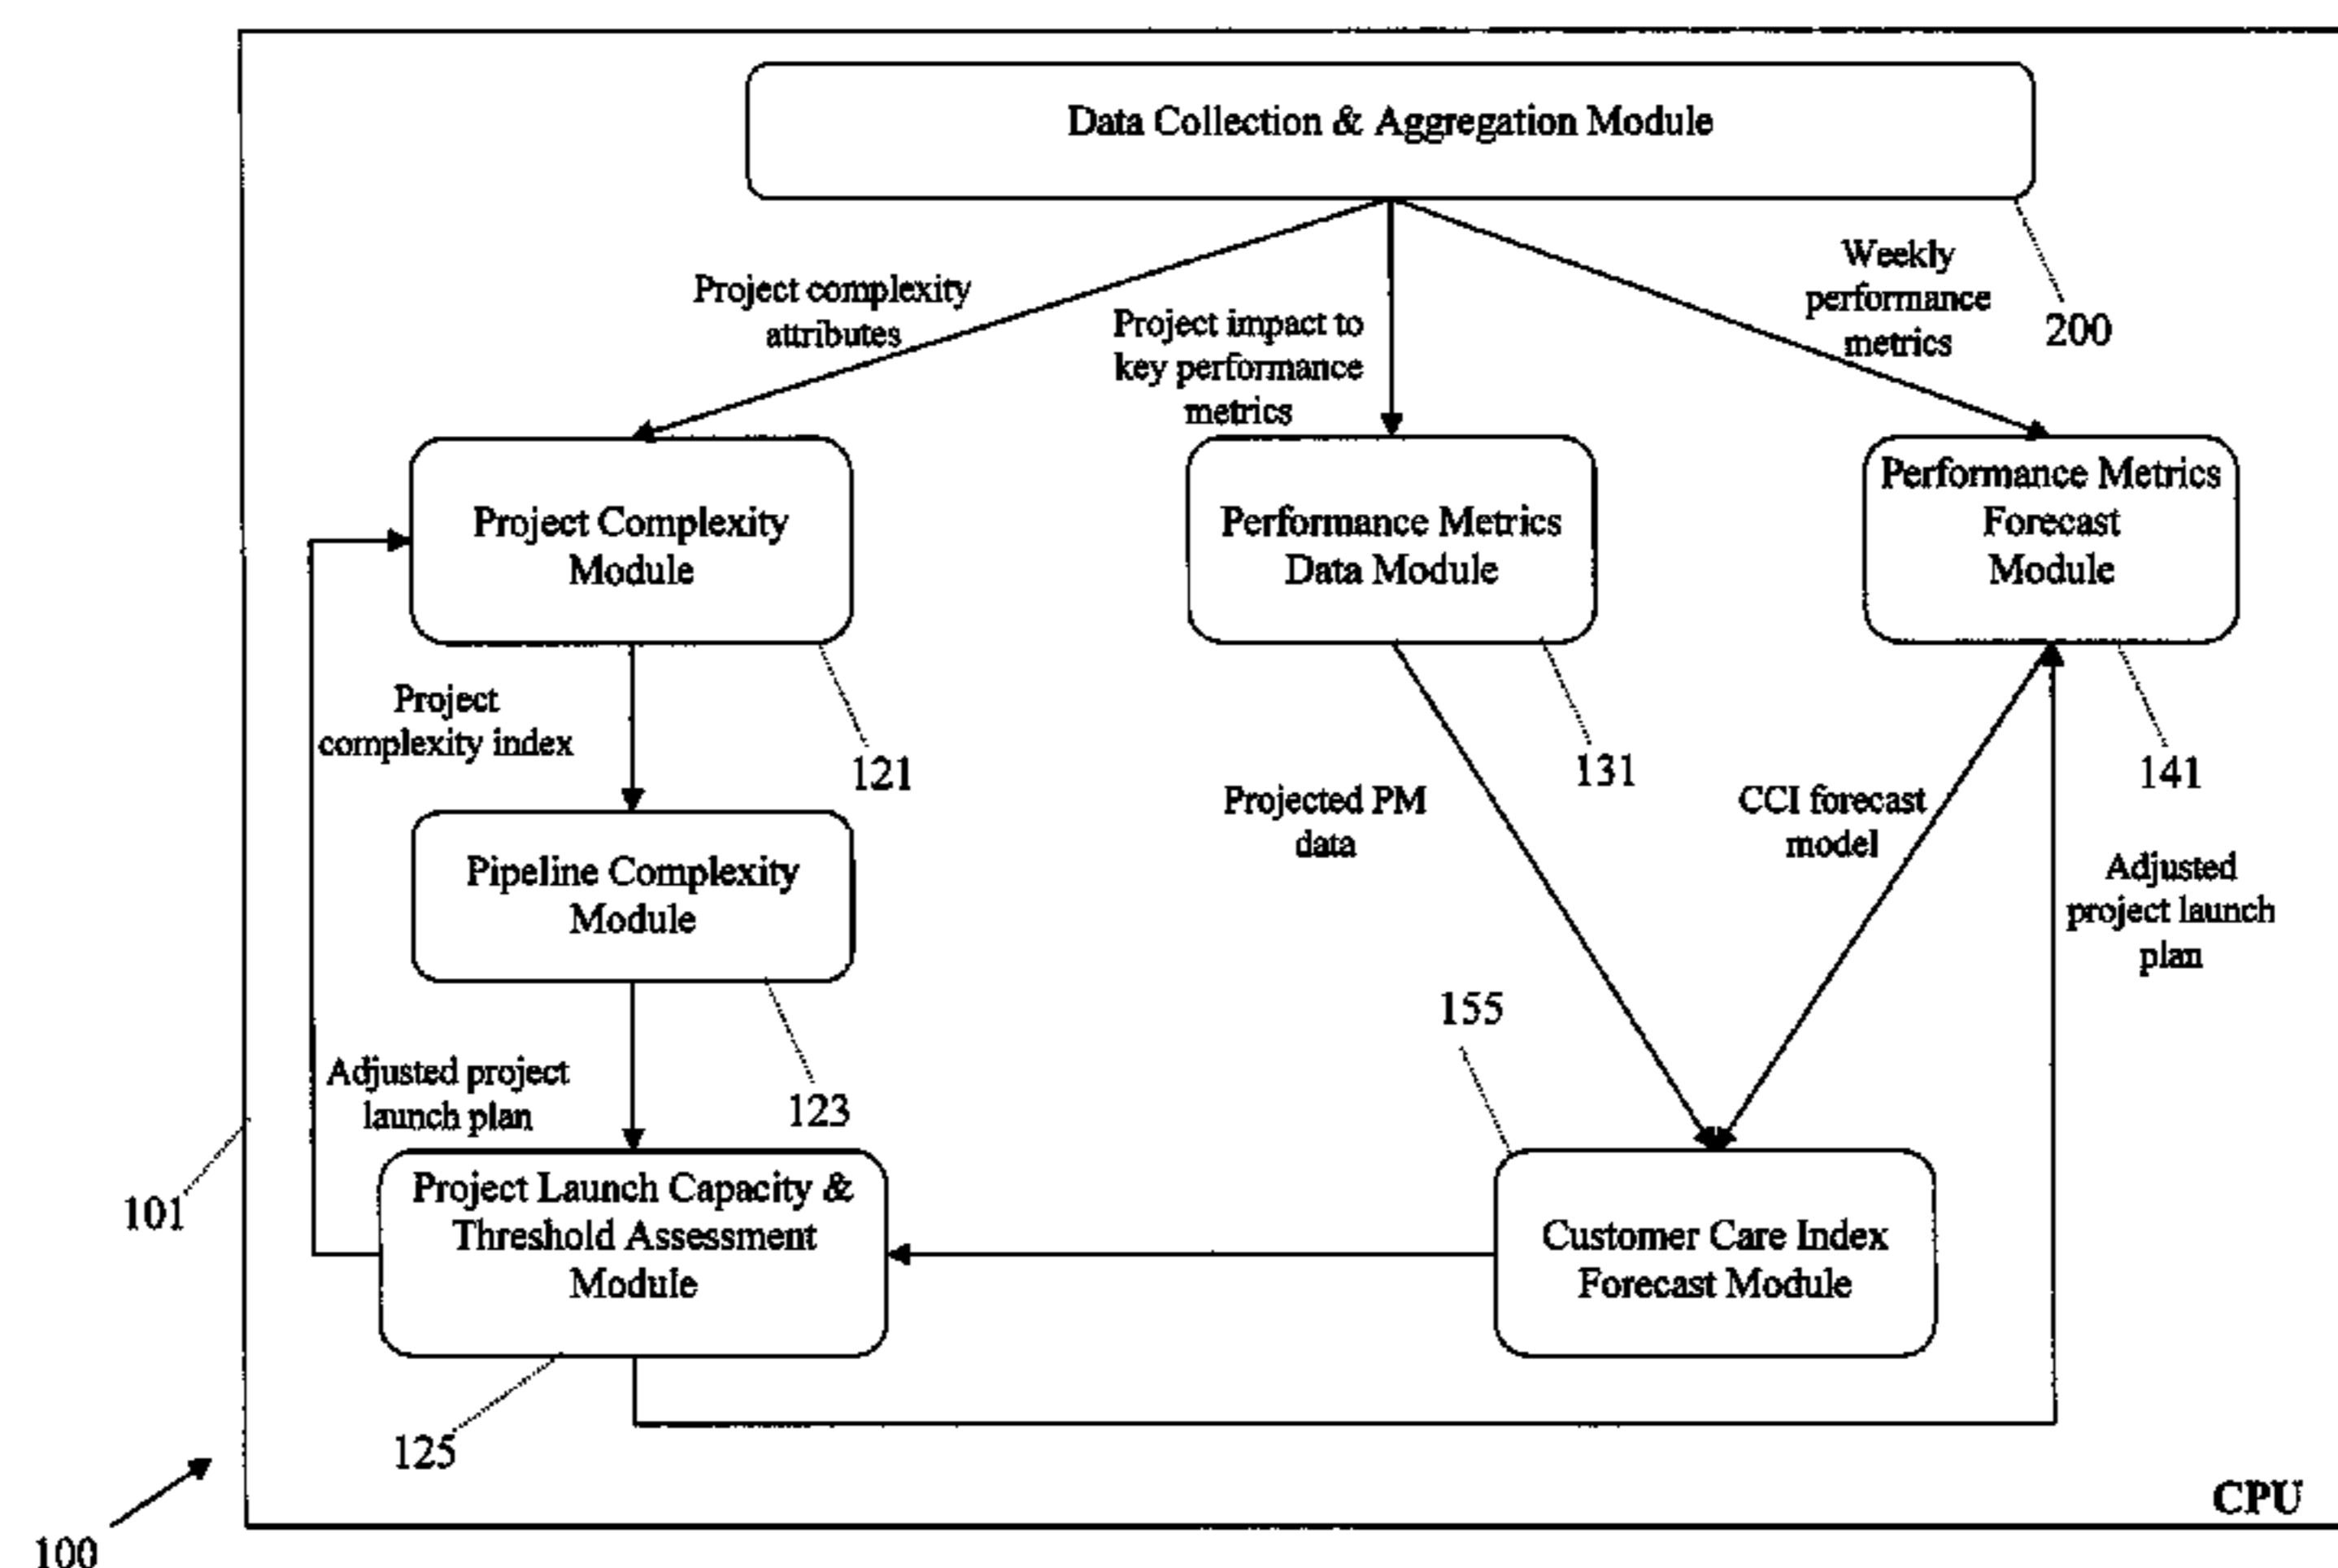 Data Collection & Aggregation Module
200
Project complexity
attributes
Project impact to
key performance
metrics
Weekly
performance
metrics
Project Complexity
Module
121
Performance Metrics
Data Module
131
Performance Metrics
Forecast
Module
141
Project
complexity index
Projected PM
data
CCI forecast
model
Adjusted
project launch
plan
Pipeline Complexity
Module
123
155
Adjusted project
launch plan
Project Launch Capacity &
Threshold Assessment
Module
125
Customer Care Index
Forecast Module
101
100
CPU